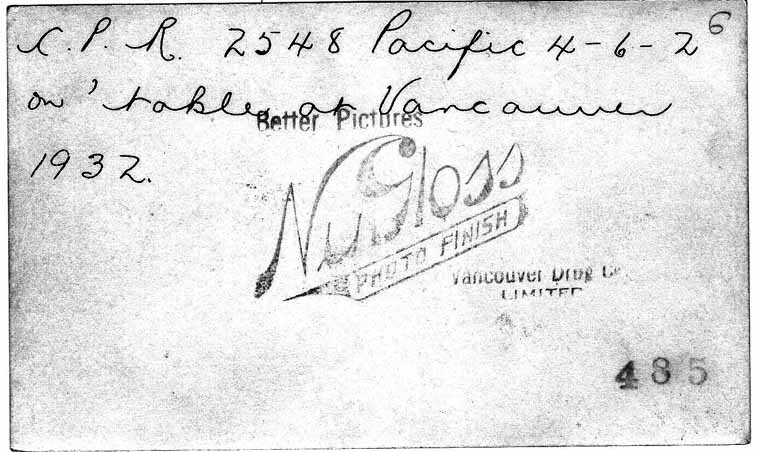 C.P.R. 2548 Pacific 4-6-2 6
on 'table at Vancouver
1932.
Better Pictures
NuGloss
PHOTO FINISH
Vancouver Drug Co
LIMITED
485